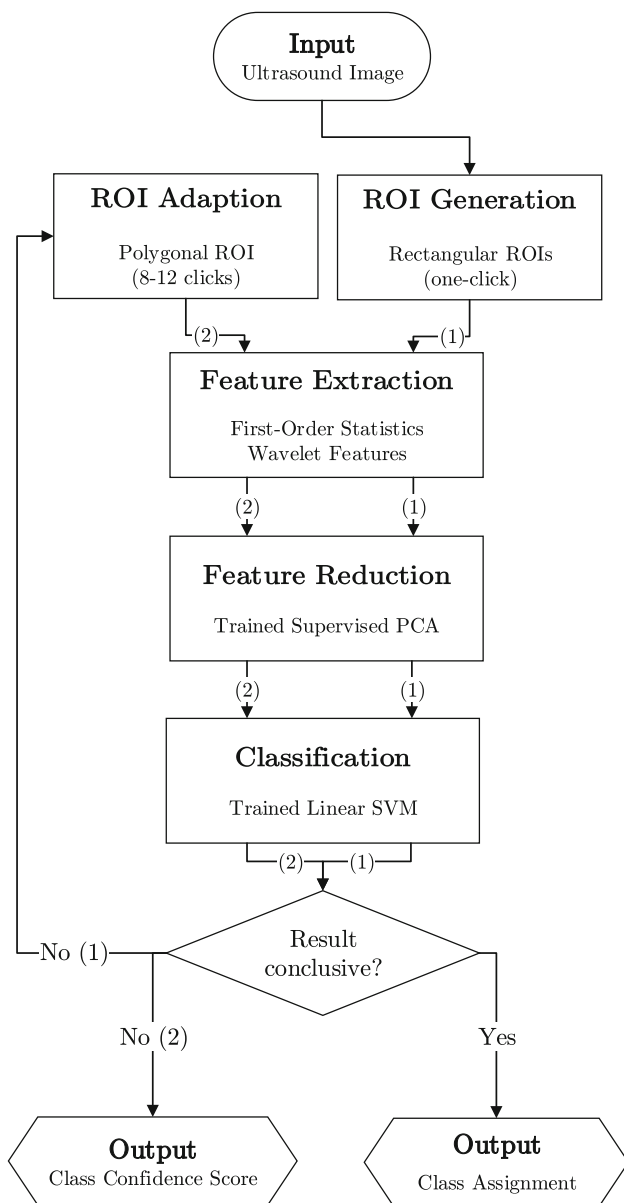 Input
Ultrasound Image
ROI Adaption
Polygonal ROI
(8-12 clicks)
ROI Generation
Rectangular ROIs
(one-click)
(2)
(1)
Feature Extraction
First-Order Statistics
Wavelet Features
(2)
(1)
Feature Reduction
Trained Supervised PCA
(2)
(1)
Classification
Trained Linear SVM
(2)
(1)
Result
conclusive?
No (1)
No (2)
Yes
Output
Class Confidence Score
Output
Class Assignment